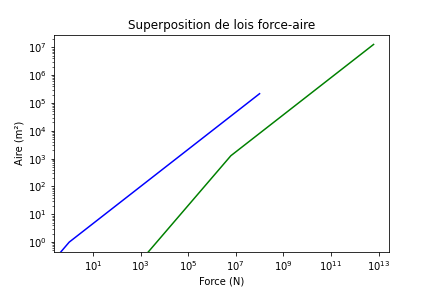 Superposition de lois force-aire
Aire (m²)
10⁷
10⁶
10⁵
10⁴
10³
10²
10¹
10⁰
10¹ 10³ 10⁵ 10⁷ 10⁹ 10¹¹ 10¹³
Force (N)